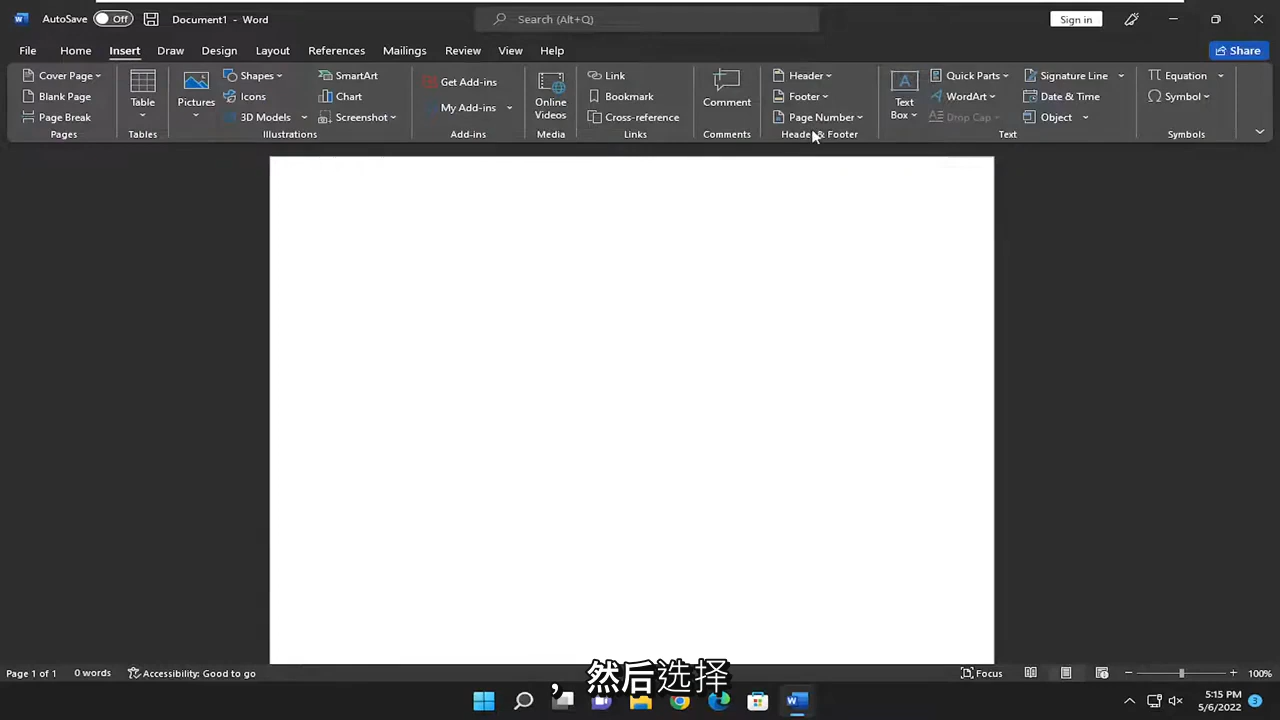 AutoSave Off Document1 - Word Search (Alt+Q) Sign in
File Home Insert Draw Design Layout References Mailings Review View Help Share
Cover Page
Blank Page
Page Break
Pages
Table
Tables
Pictures
Shapes
Icons
3D Models
SmartArt
Chart
Screenshot
Illustrations
Get Add-ins
My Add-ins
Add-ins
Online
Videos
Media
Link
Bookmark
Cross-reference
Links
Comment
Comments
Header
Footer
Page Number
Header & Footer
Text
Box
Quick Parts
WordArt
Drop Cap
Signature Line
Date & Time
Object
Text
Equation
Symbol
Symbols
Page 1 of 1 0 words Accessibility: Good to go Focus 100%
，然后选择
5:15 PM
5/6/2022
3